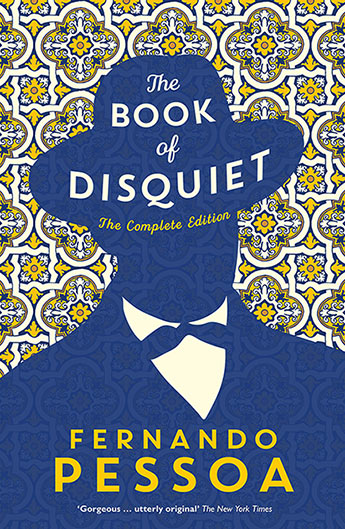 The
BOOK
of
DISQUIET
The Complete Edition
FERNANDO
PESSOA
‘Gorgeous ... utterly original’ The New York Times